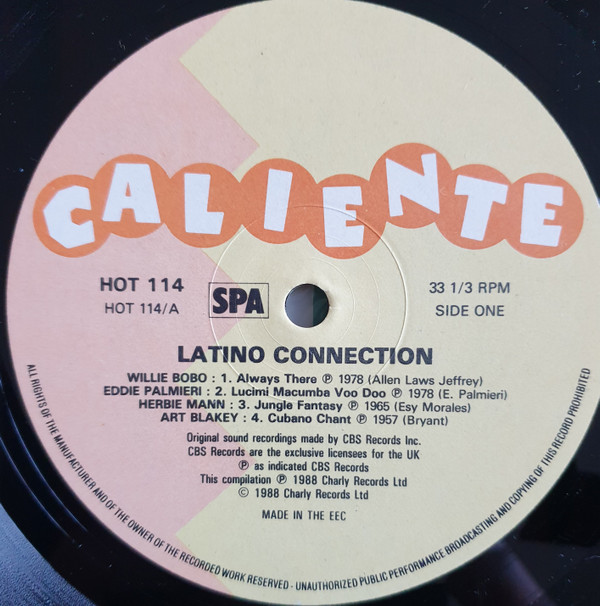 CALIENTE
HOT 114
HOT 114/A
SPA
33 1/3 RPM
SIDE ONE
LATINO CONNECTION
WILLIE BOBO : 1. Always There ℗ 1978 (Allen Laws Jeffrey)
EDDIE PALMIERI : 2. Lucimi Macumba Voo Doo ℗ 1978 (E. Palmieri)
HERBIE MANN : 3. Jungle Fantasy ℗ 1965 (Esy Morales)
ART BLAKEY : 4. Cubano Chant ℗ 1957 (Bryant)
Original sound recordings made by CBS Records Inc.
CBS Records are the exclusive licensees for the UK
℗ as indicated CBS Records
This compilation ℗ 1988 Charly Records Ltd
© 1988 Charly Records Ltd
MADE IN THE EEC
ALL RIGHTS OF THE MANUFACTURER AND OF THE OWNER OF THE RECORDED WORK RESERVED - UNAUTHORIZED PUBLIC PERFORMANCE BROADCASTING AND COPYING OF THIS RECORD PROHIBITED